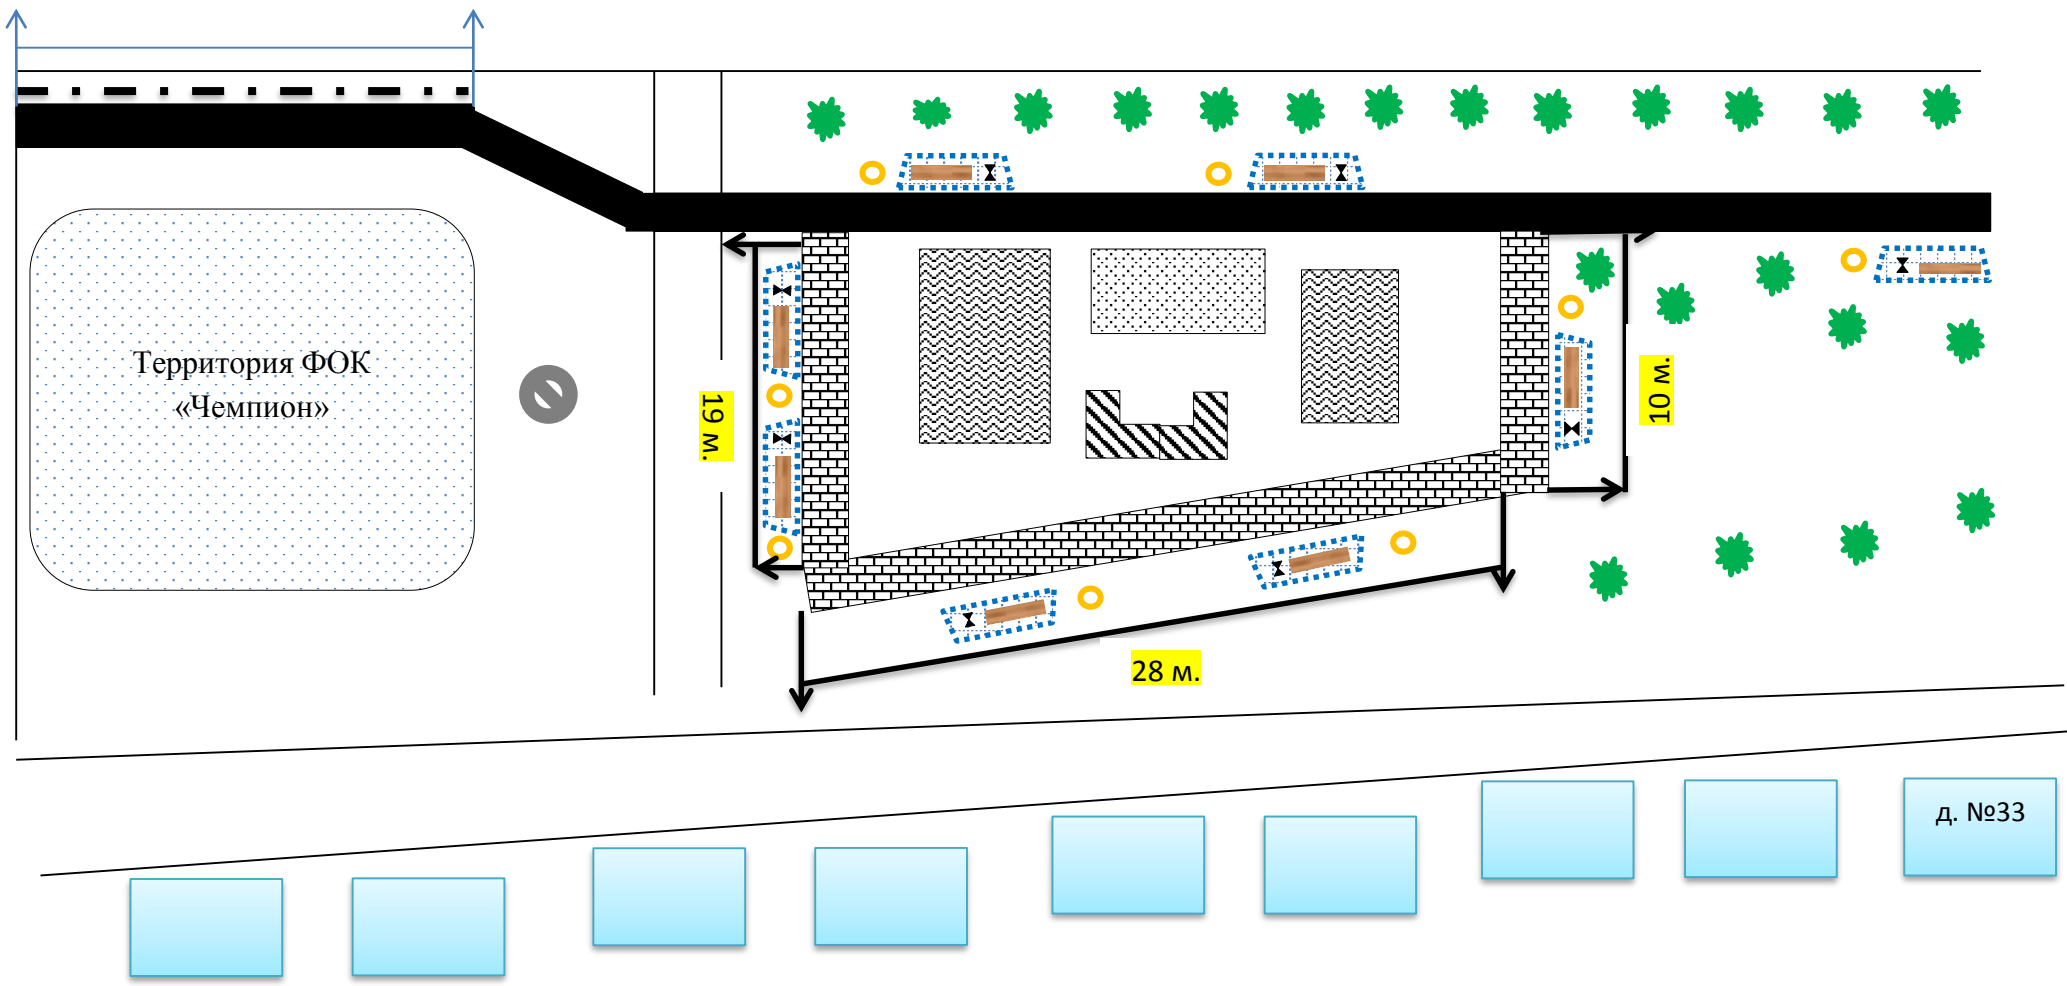 Территория ФОК
«Чемпион»
19 м.
10 м.
28 м.
д. №33